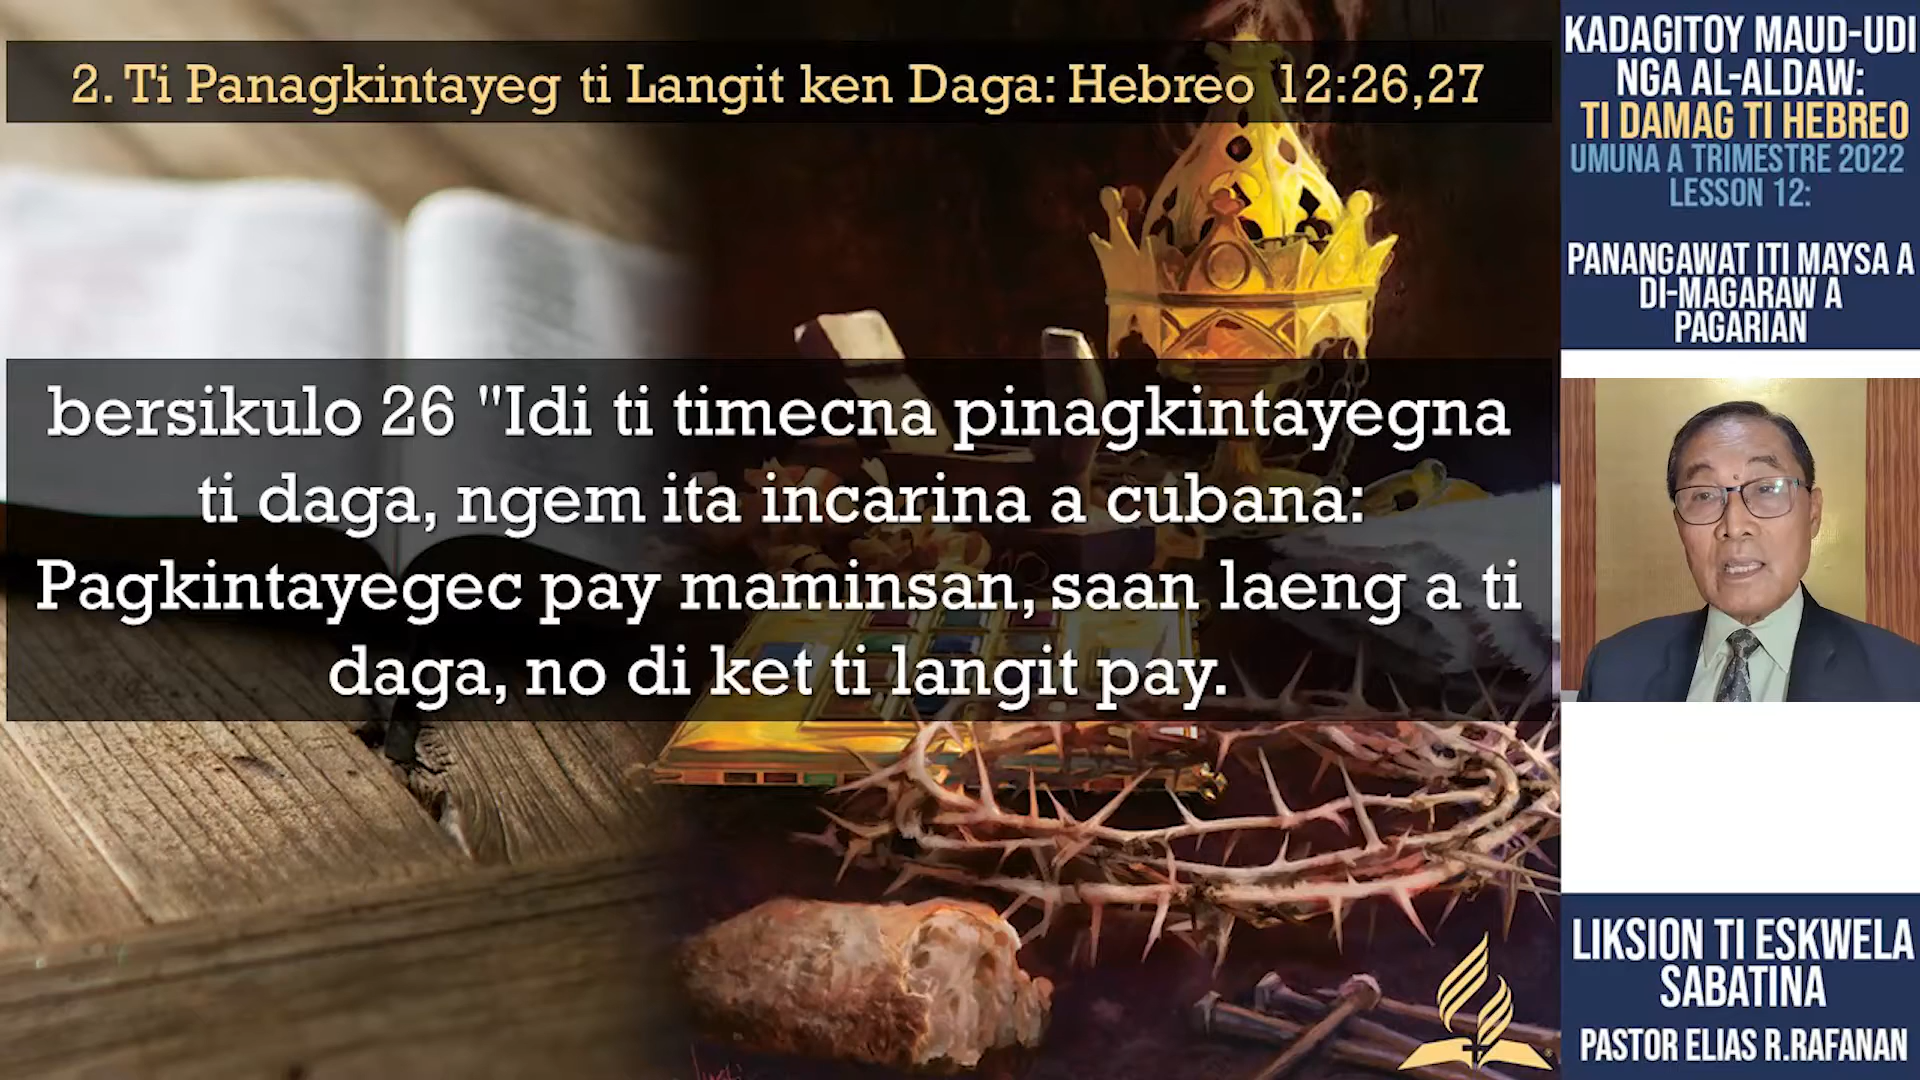 2. Ti Panagkintayeg ti Langit ken Daga: Hebreo 12:26,27
bersikulo 26 "Idi ti timecna pinagkintayegna
ti daga, ngem ita incarina a cubana:
Pagkintayegec pay maminsan, saan laeng a ti
daga, no di ket ti langit pay.
KADAGITOY MAUD-UDI
NGA AL-ALDAW:
TI DAMAG TI HEBREO
UMUNA A TRIMESTRE 2022
LESSON 12:
PANANGAWAT ITI MAYSA A
DI-MAGARAW A
PAGARIAN
LIKSION TI ESKWELA
SABATINA
PASTOR ELIAS R.RAFANAN